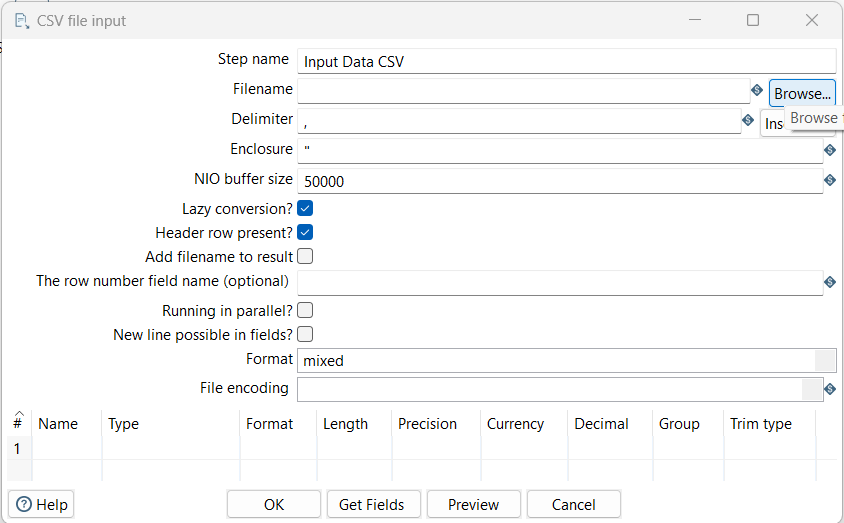 CSV file input
Step name Input Data CSV
Filename Browse...
Delimiter , Ins
Browse
Enclosure "
NIO buffer size 50000
Lazy conversion?
Header row present?
Add filename to result
The row number field name (optional)
Running in parallel?
New line possible in fields?
Format mixed
File encoding
# Name Type Format Length Precision Currency Decimal Group Trim type
1
Help OK Get Fields Preview Cancel